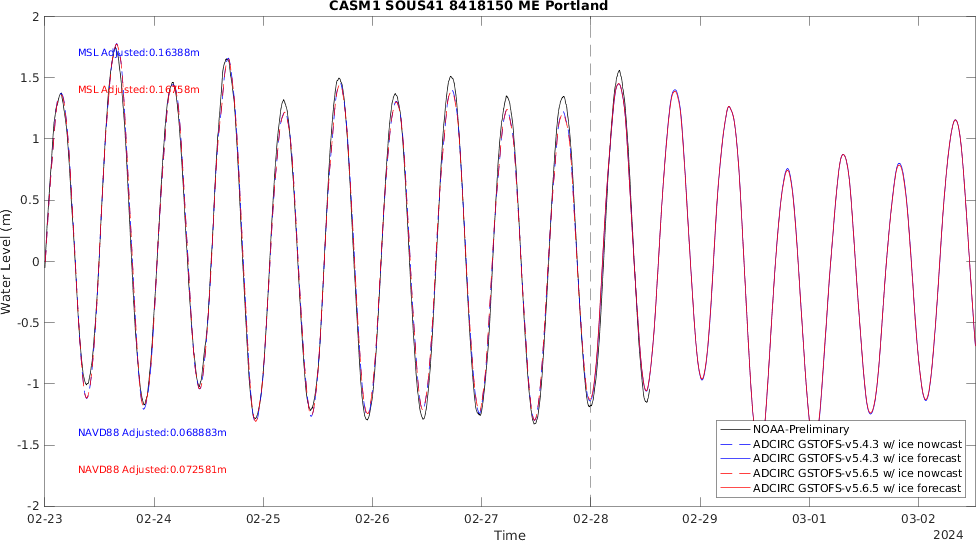 CASM1 SOUS41 8418150 ME Portland
2
1.5
1
0.5
0
-0.5
-1
-1.5
-2
Water Level (m)
MSL Adjusted:0.16388m
MSL Adjusted:0.16758m
NAVD88 Adjusted:0.068883m
NAVD88 Adjusted:0.072581m
NOAA-Preliminary
ADCIRC GSTOFS-v5.4.3 w/ ice nowcast
ADCIRC GSTOFS-v5.4.3 w/ ice forecast
ADCIRC GSTOFS-v5.6.5 w/ ice nowcast
ADCIRC GSTOFS-v5.6.5 w/ ice forecast
02-23 02-24 02-25 02-26 02-27 02-28 02-29 03-01 03-02
Time
2024